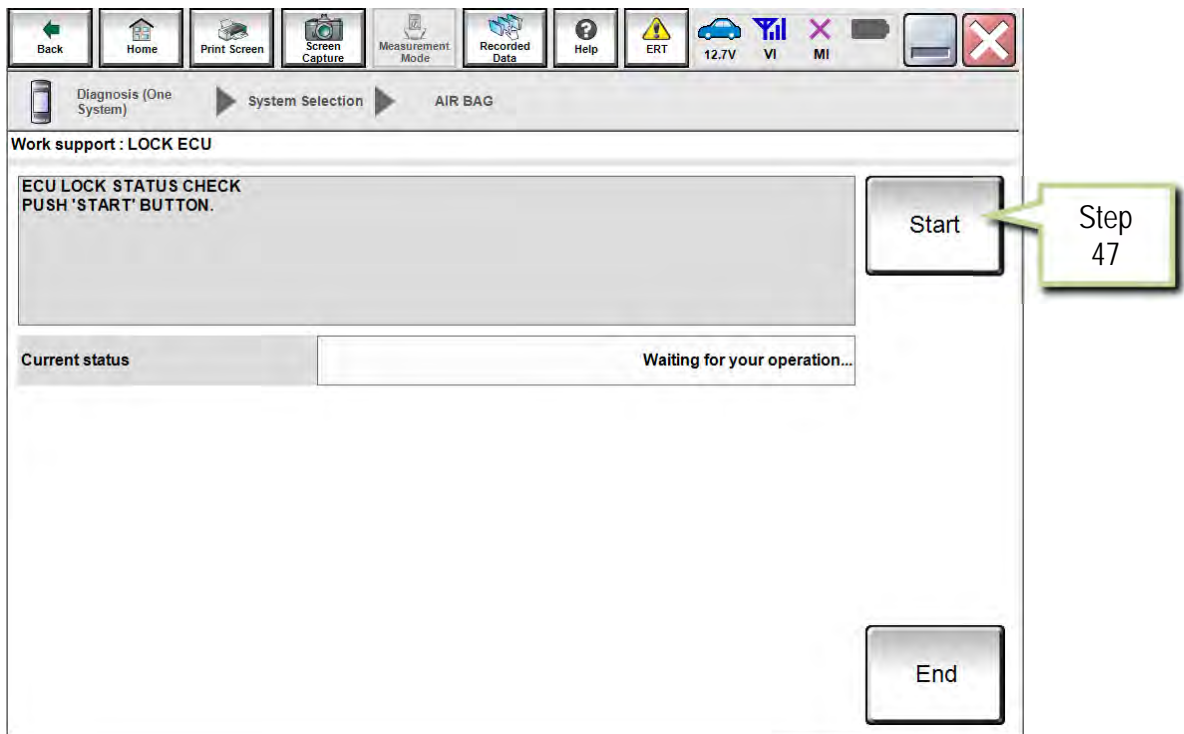 Back
Home
Print Screen
Screen
Capture
Measurement
Mode
Recorded
Data
Help
ERT
12.7V
VI
MI
Diagnosis (One
System)
System Selection
AIR BAG
Work support : LOCK ECU
ECU LOCK STATUS CHECK
PUSH 'START' BUTTON.
Start
Step
47
Current status
Waiting for your operation...
End